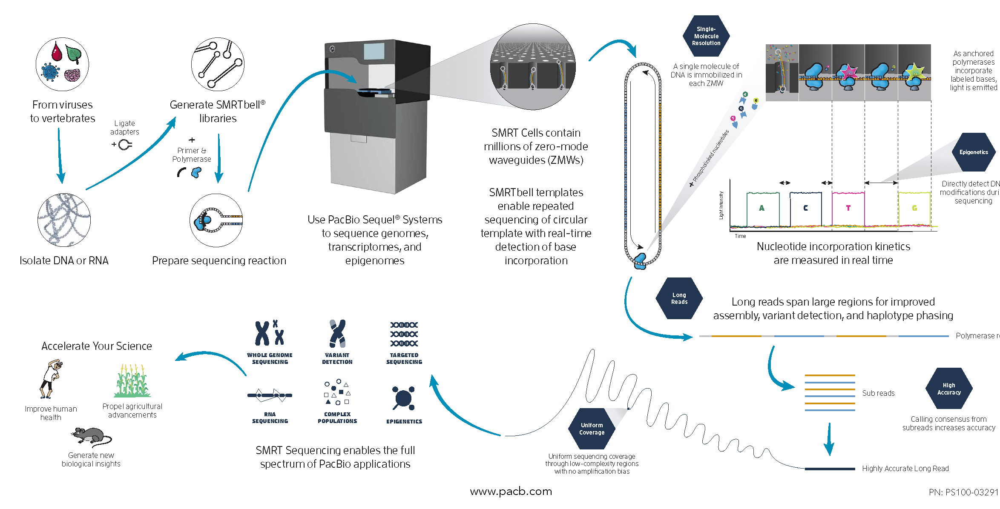 From viruses
to vertebrates
Isolate DNA or RNA
Ligate
adapters
+
Generate SMRTbell®
libraries
+
Primer &
Polymerase
Prepare sequencing reaction
Use PacBio Sequel® Systems
to sequence genomes,
transcriptomes, and
epigenomes
SMRT Cells contain
millions of zero-mode
waveguides (ZMWs)
SMRTbell templates
enable repeated
sequencing of circular
template with real-time
detection of base
incorporation
Single-
Molecule
Resolution
A single molecule of
DNA is immobilized in
each ZMW
+ Phospholinked nucleotides
A
G
C
T
As anchored
polymerases
incorporate
labeled bases,
light is emitted
Epigenetics
Directly detect DN
modifications duri
sequencing
Light Intensity
A
C
T
G
Time
Nucleotide incorporation kinetics
are measured in real time
Long
Reads
Long reads span large regions for improved
assembly, variant detection, and haplotype phasing
Polymerase r
Sub reads
High
Accuracy
Calling consensus from
subreads increases accuracy
Highly Accurate Long Read
Uniform
Coverage
Uniform sequencing coverage
through low-complexity regions
with no amplification bias
WHOLE GENOME
SEQUENCING
VARIANT
DETECTION
TARGETED
SEQUENCING
RNA
SEQUENCING
COMPLEX
POPULATIONS
EPIGENETICS
SMRT Sequencing enables the full
spectrum of PacBio applications
Accelerate Your Science
Improve human
health
Propel agricultural
advancements
Generate new
biological insights
www.pacb.com
PN: PS100-03291